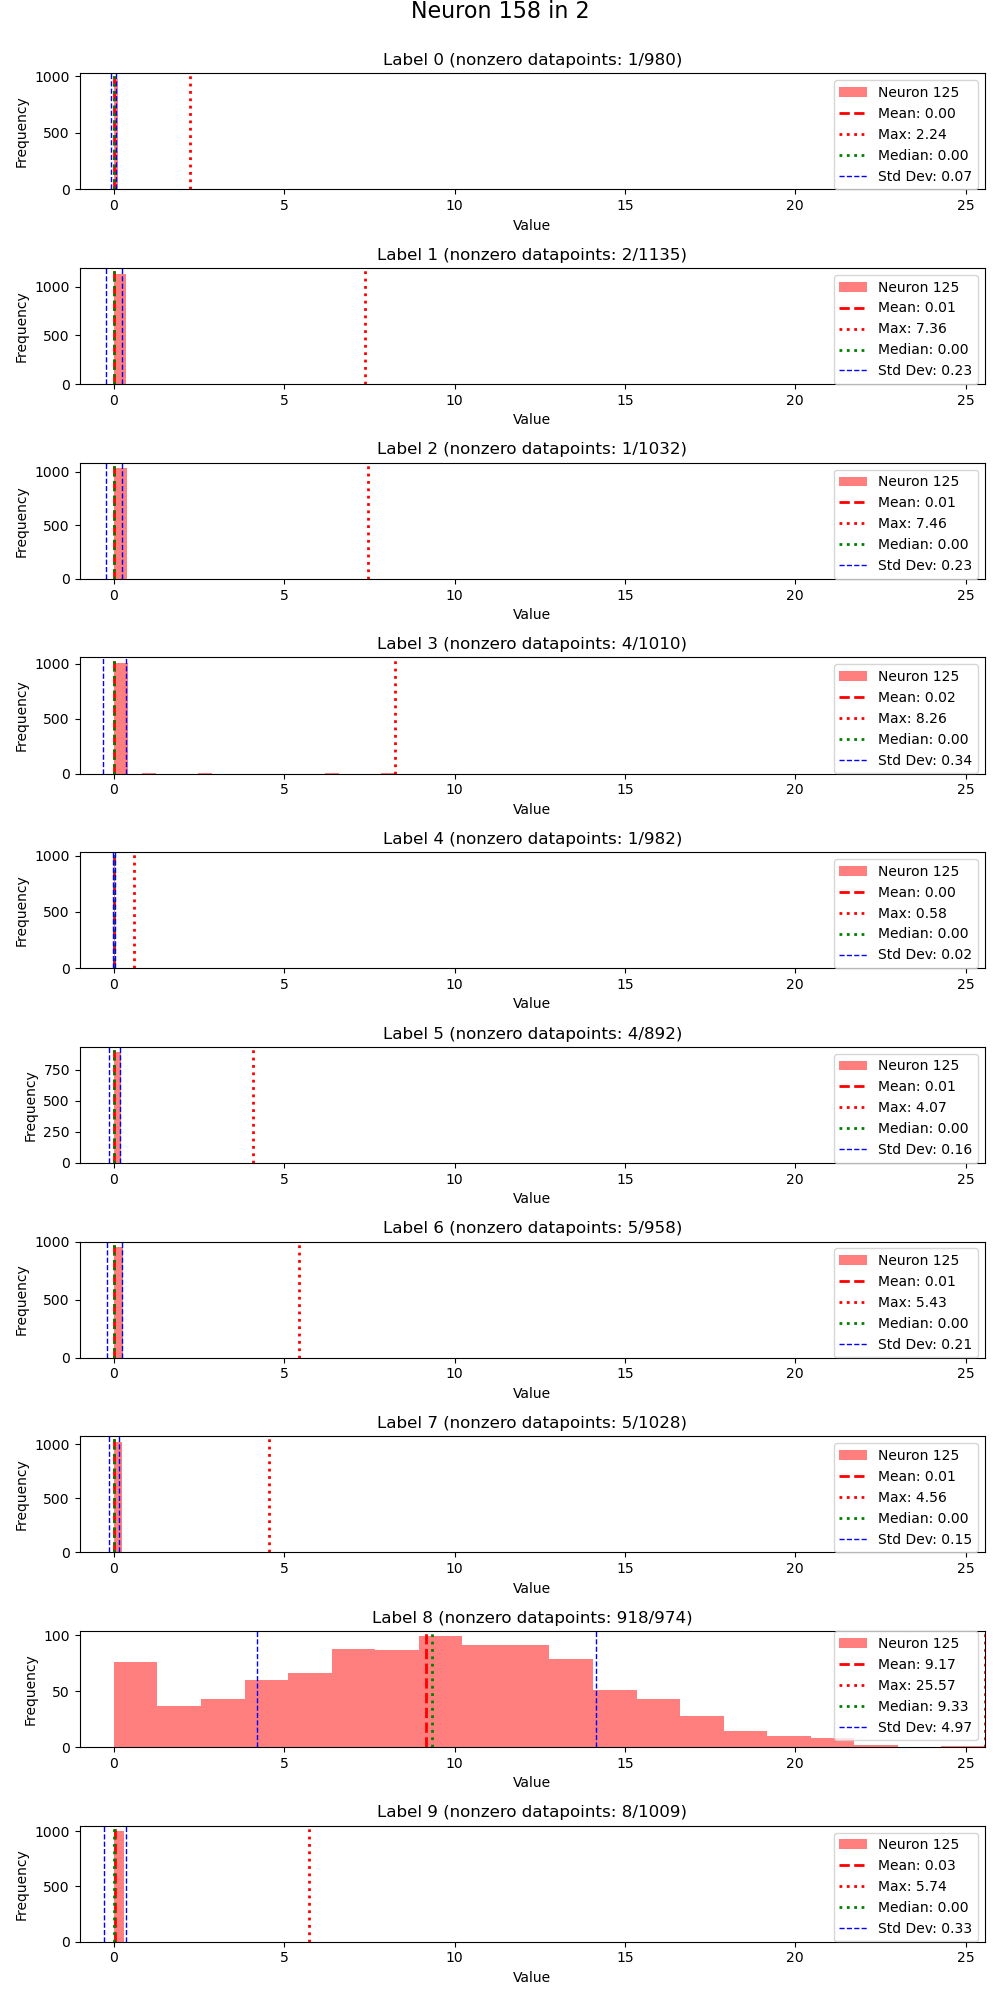 Neuron 158 in 2
Label 0 (nonzero datapoints: 1/980)
Frequency
1000
500
0
Neuron 125
Mean: 0.00
Max: 2.24
Median: 0.00
Std Dev: 0.07
0 5 10 15 20 25
Value
Label 1 (nonzero datapoints: 2/1135)
Frequency
1000
500
0
Neuron 125
Mean: 0.01
Max: 7.36
Median: 0.00
Std Dev: 0.23
0 5 10 15 20 25
Value
Label 2 (nonzero datapoints: 1/1032)
Frequency
1000
500
0
Neuron 125
Mean: 0.01
Max: 7.46
Median: 0.00
Std Dev: 0.23
0 5 10 15 20 25
Value
Label 3 (nonzero datapoints: 4/1010)
Frequency
1000
500
0
Neuron 125
Mean: 0.02
Max: 8.26
Median: 0.00
Std Dev: 0.34
0 5 10 15 20 25
Value
Label 4 (nonzero datapoints: 1/982)
Frequency
1000
500
0
Neuron 125
Mean: 0.00
Max: 0.58
Median: 0.00
Std Dev: 0.02
0 5 10 15 20 25
Value
Label 5 (nonzero datapoints: 4/892)
Frequency
750
500
250
0
Neuron 125
Mean: 0.01
Max: 4.07
Median: 0.00
Std Dev: 0.16
0 5 10 15 20 25
Value
Label 6 (nonzero datapoints: 5/958)
Frequency
1000
500
0
Neuron 125
Mean: 0.01
Max: 5.43
Median: 0.00
Std Dev: 0.21
0 5 10 15 20 25
Value
Label 7 (nonzero datapoints: 5/1028)
Frequency
1000
500
0
Neuron 125
Mean: 0.01
Max: 4.56
Median: 0.00
Std Dev: 0.15
0 5 10 15 20 25
Value
Label 8 (nonzero datapoints: 918/974)
Frequency
100
50
0
Neuron 125
Mean: 9.17
Max: 25.57
Median: 9.33
Std Dev: 4.97
0 5 10 15 20 25
Value
Label 9 (nonzero datapoints: 8/1009)
Frequency
1000
500
0
Neuron 125
Mean: 0.03
Max: 5.74
Median: 0.00
Std Dev: 0.33
0 5 10 15 20 25
Value